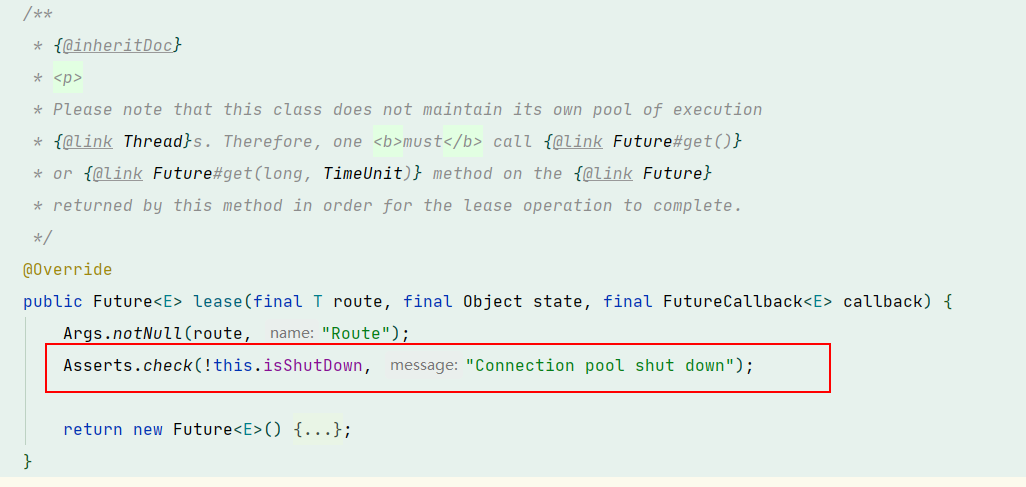 /**
* {@inheritDoc}
* <p>
* Please note that this class does not maintain its own pool of execution
* {@link Thread}s. Therefore, one <b>must</b> call {@link Future#get()}
* or {@link Future#get(long, TimeUnit)} method on the {@link Future}
* returned by this method in order for the lease operation to complete.
*/
@Override
public Future<E> lease(final T route, final Object state, final FutureCallback<E> callback) {
Args.notNull(route, name: "Route");
Asserts.check(!this.isShutDown, message: "Connection pool shut down");
return new Future<E>() {...};
}